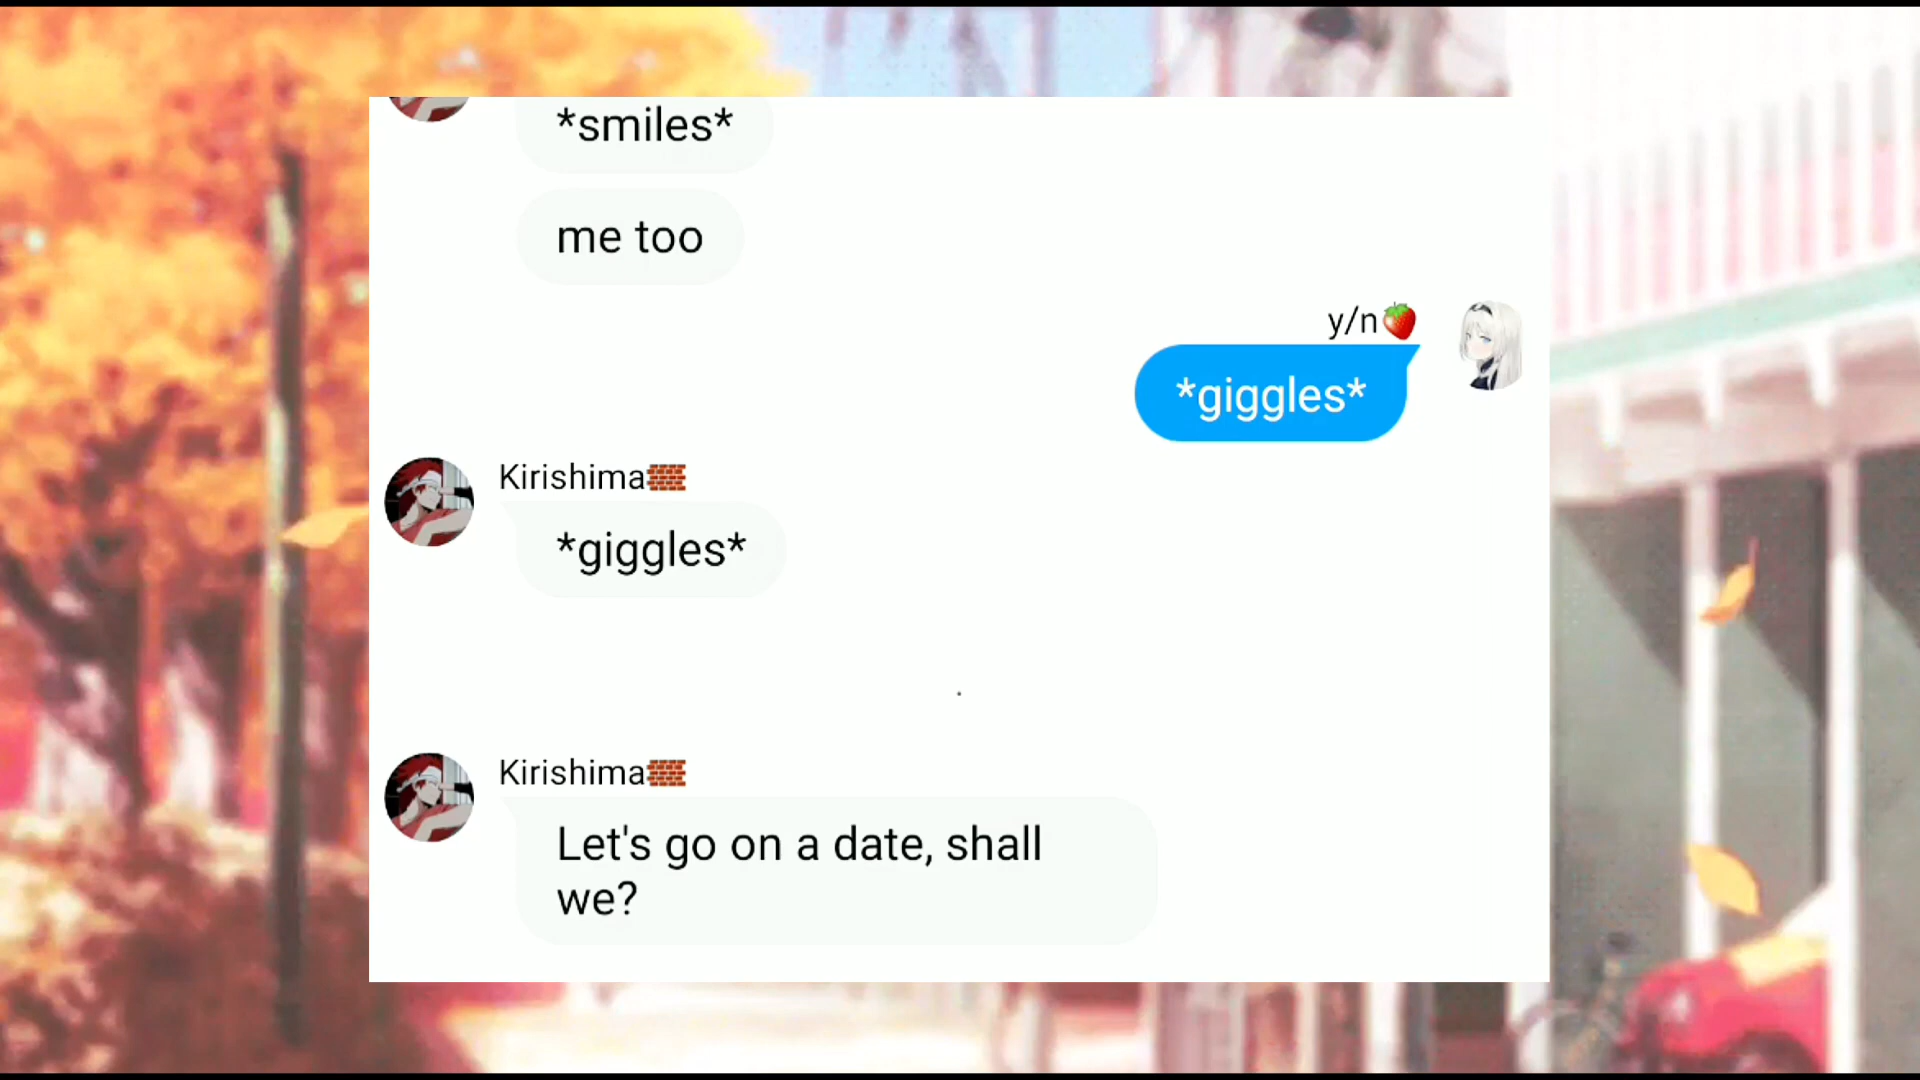 *smiles*
me too
y/n🍓
*giggles*
Kirishima🧱
*giggles*
.
Kirishima🧱
Let's go on a date, shall
we?